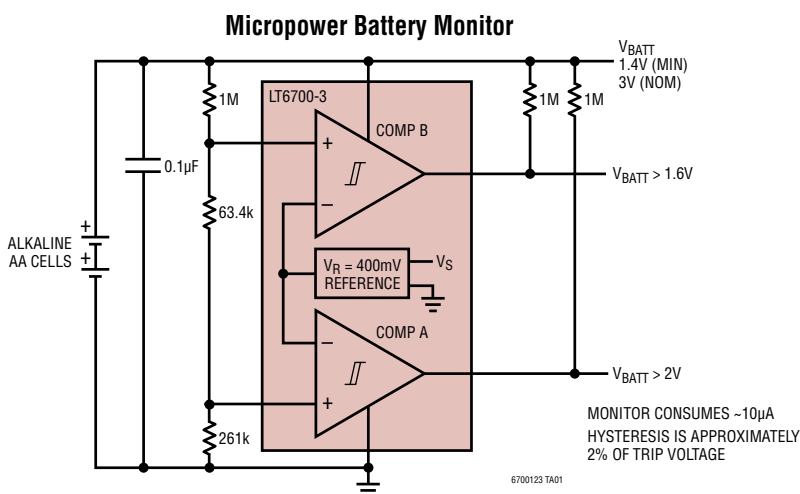 Micropower Battery Monitor
VBATT
1.4V (MIN)
3V (NOM)
1M
LT6700-3
1M
1M
COMP B
+
0.1µF
VBATT > 1.6V
–
63.4k
+
ALKALINE
AA CELLS
+
VR = 400mV
REFERENCE
VS
COMP A
–
VBATT > 2V
+
261k
MONITOR CONSUMES ~10µA
HYSTERESIS IS APPROXIMATELY
2% OF TRIP VOLTAGE
6700123 TA01